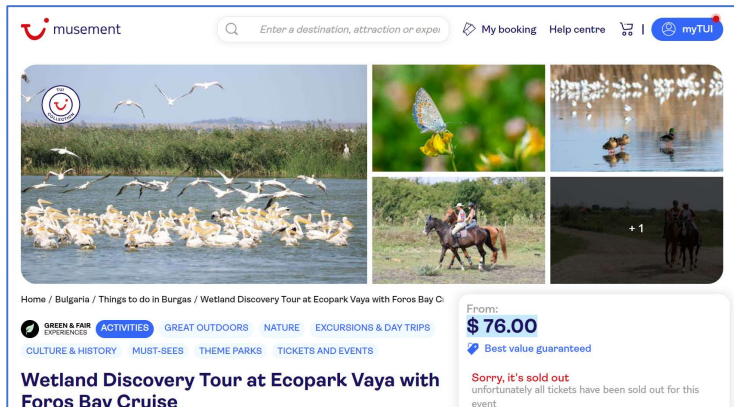 musement
Enter a destination, attraction or exper
My booking
Help centre
myTUI
TUI
COLLECTION
+ 1
Home / Bulgaria / Things to do in Burgas / Wetland Discovery Tour at Ecopark Vaya with Foros Bay C
GREEN & FAIR
EXPERIENCES
ACTIVITIES
GREAT OUTDOORS
NATURE
EXCURSIONS & DAY TRIPS
CULTURE & HISTORY
MUST-SEES
THEME PARKS
TICKETS AND EVENTS
Wetland Discovery Tour at Ecopark Vaya with
Foros Bay Cruise
From:
$ 76.00
Best value guaranteed
Sorry, it's sold out
unfortunately all tickets have been sold out for this
event